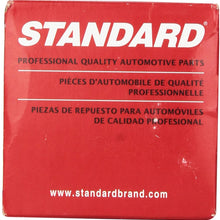 STANDARD®
PROFESSIONAL QUALITY AUTOMOTIVE PARTS
PIÈCES D'AUTOMOBILE DE QUALITÉ
PROFESSIONNELLE
PIEZAS DE REPUESTO PARA AUTOMÓVILES
DE CALIDAD PROFESIONAL
www.standardbrand.com